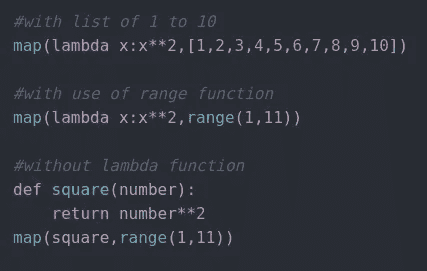 #with list of 1 to 10
map(lambda x:x**2,[1,2,3,4,5,6,7,8,9,10])
#with use of range function
map(lambda x:x**2,range(1,11))
#without lambda function
def square(number):
    return number**2
map(square,range(1,11))